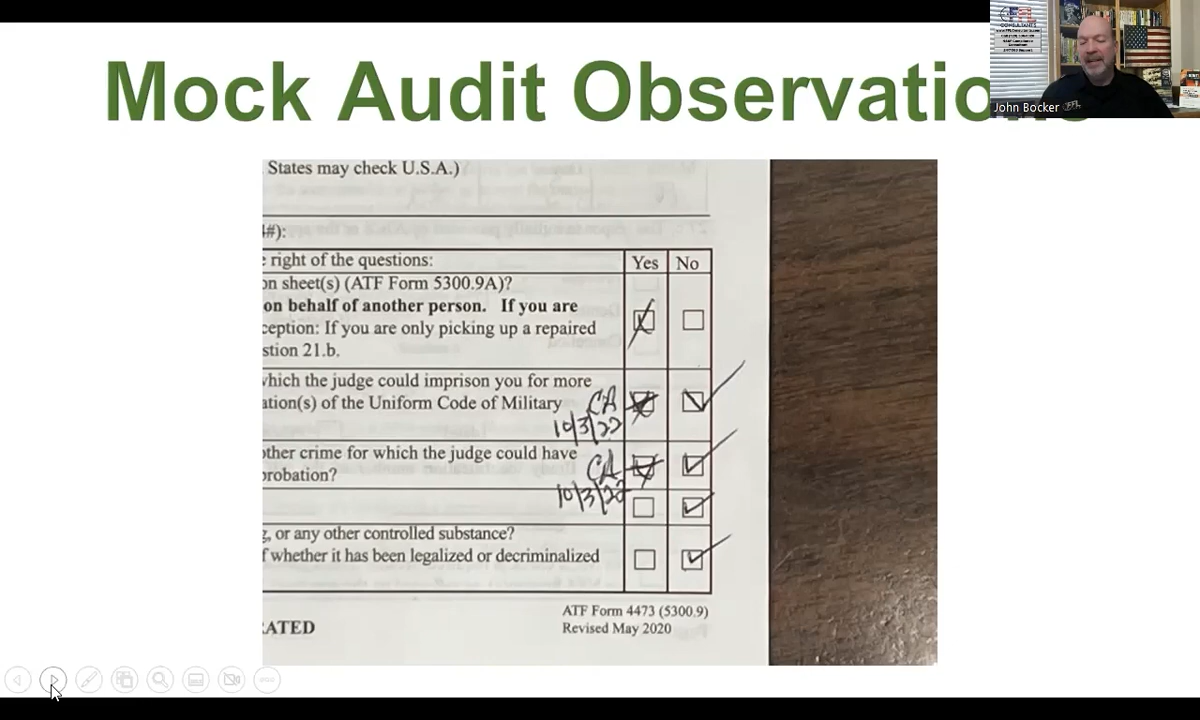 Mock Audit Observatio
John Bocker
States may check U.S.A.)
#):
right of the questions:
Yes No
on sheet(s) (ATF Form 5300.9A)?
on behalf of another person. If you are
ception: If you are only picking up a repaired
stion 21.b.
which the judge could imprison you for more
ation(s) of the Uniform Code of Military
CA
10/3/22
other crime for which the judge could have
probation?
CA
10/3/22
, or any other controlled substance?
f whether it has been legalized or decriminalized
ATED
ATF Form 4473 (5300.9)
Revised May 2020